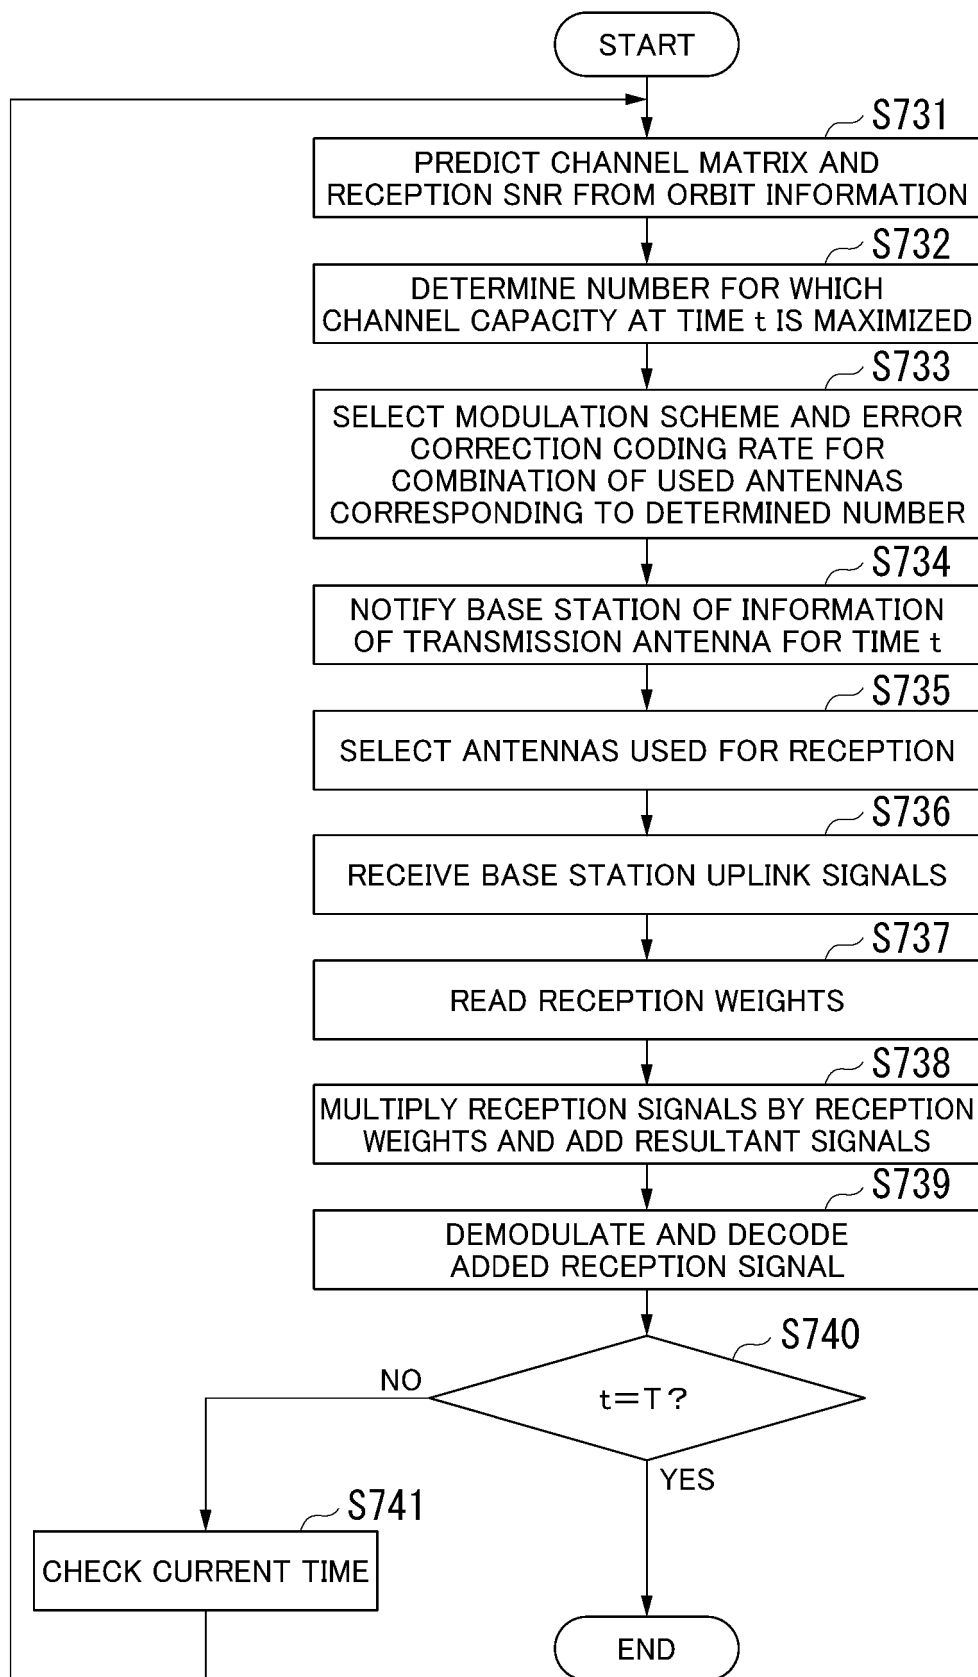 START
S731
PREDICT CHANNEL MATRIX AND
RECEPTION SNR FROM ORBIT INFORMATION
S732
DETERMINE NUMBER FOR WHICH
CHANNEL CAPACITY AT TIME t IS MAXIMIZED
S733
SELECT MODULATION SCHEME AND ERROR
CORRECTION CODING RATE FOR
COMBINATION OF USED ANTENNAS
CORRESPONDING TO DETERMINED NUMBER
S734
NOTIFY BASE STATION OF INFORMATION
OF TRANSMISSION ANTENNA FOR TIME t
S735
SELECT ANTENNAS USED FOR RECEPTION
S736
RECEIVE BASE STATION UPLINK SIGNALS
S737
READ RECEPTION WEIGHTS
S738
MULTIPLY RECEPTION SIGNALS BY RECEPTION
WEIGHTS AND ADD RESULTANT SIGNALS
S739
DEMODULATE AND DECODE
ADDED RECEPTION SIGNAL
S740
NO
t=T?
YES
S741
CHECK CURRENT TIME
END